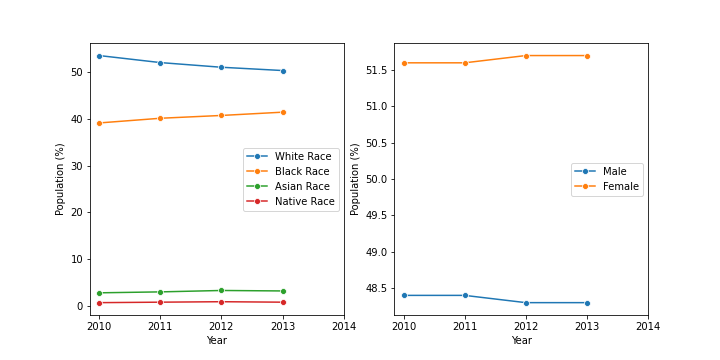 Population (%)
50
40
30
20
10
0
2010 2011 2012 2013 2014
Year
White Race
Black Race
Asian Race
Native Race
Population (%)
51.5
51.0
50.5
50.0
49.5
49.0
48.5
2010 2011 2012 2013 2014
Year
Male
Female